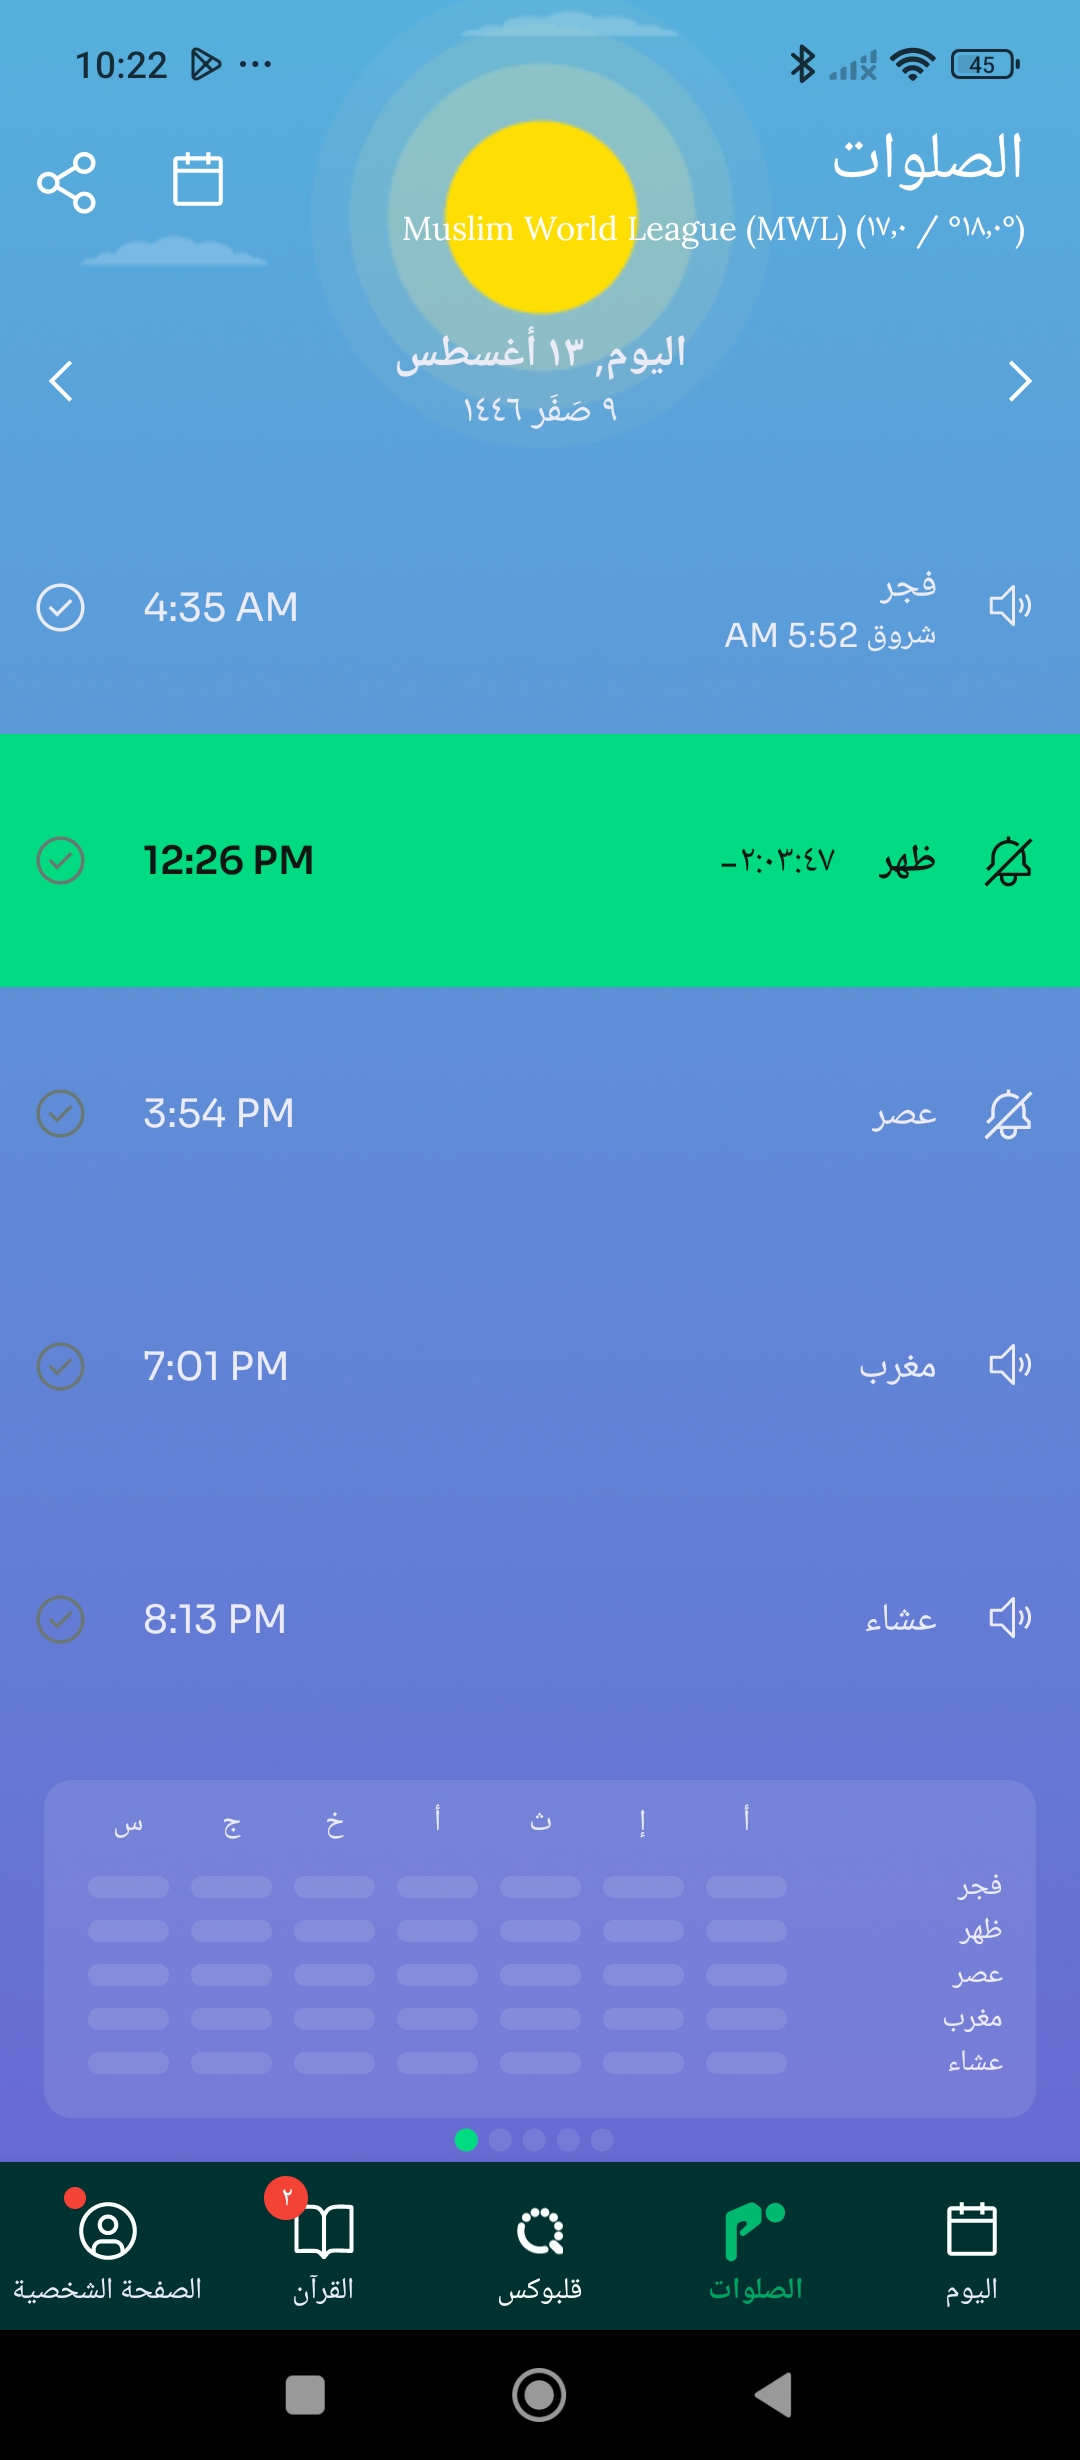 10:22 ... 45
الصلوات
Muslim World League (MWL) (١٨,٠° / ١٧,٠°)
اليوم, ١٣ أغسطس
٩ صَفَر ١٤٤٦
فجر 4:35 AM
شروق 5:52 AM
ظهر -٢:٠٣:٤٧ 12:26 PM
عصر 3:54 PM
مغرب 7:01 PM
عشاء 8:13 PM
أ إ ث أ خ ج س
فجر
ظهر
عصر
مغرب
عشاء
٢
اليوم الصلوات قلبوكس القرآن الصفحة الشخصية